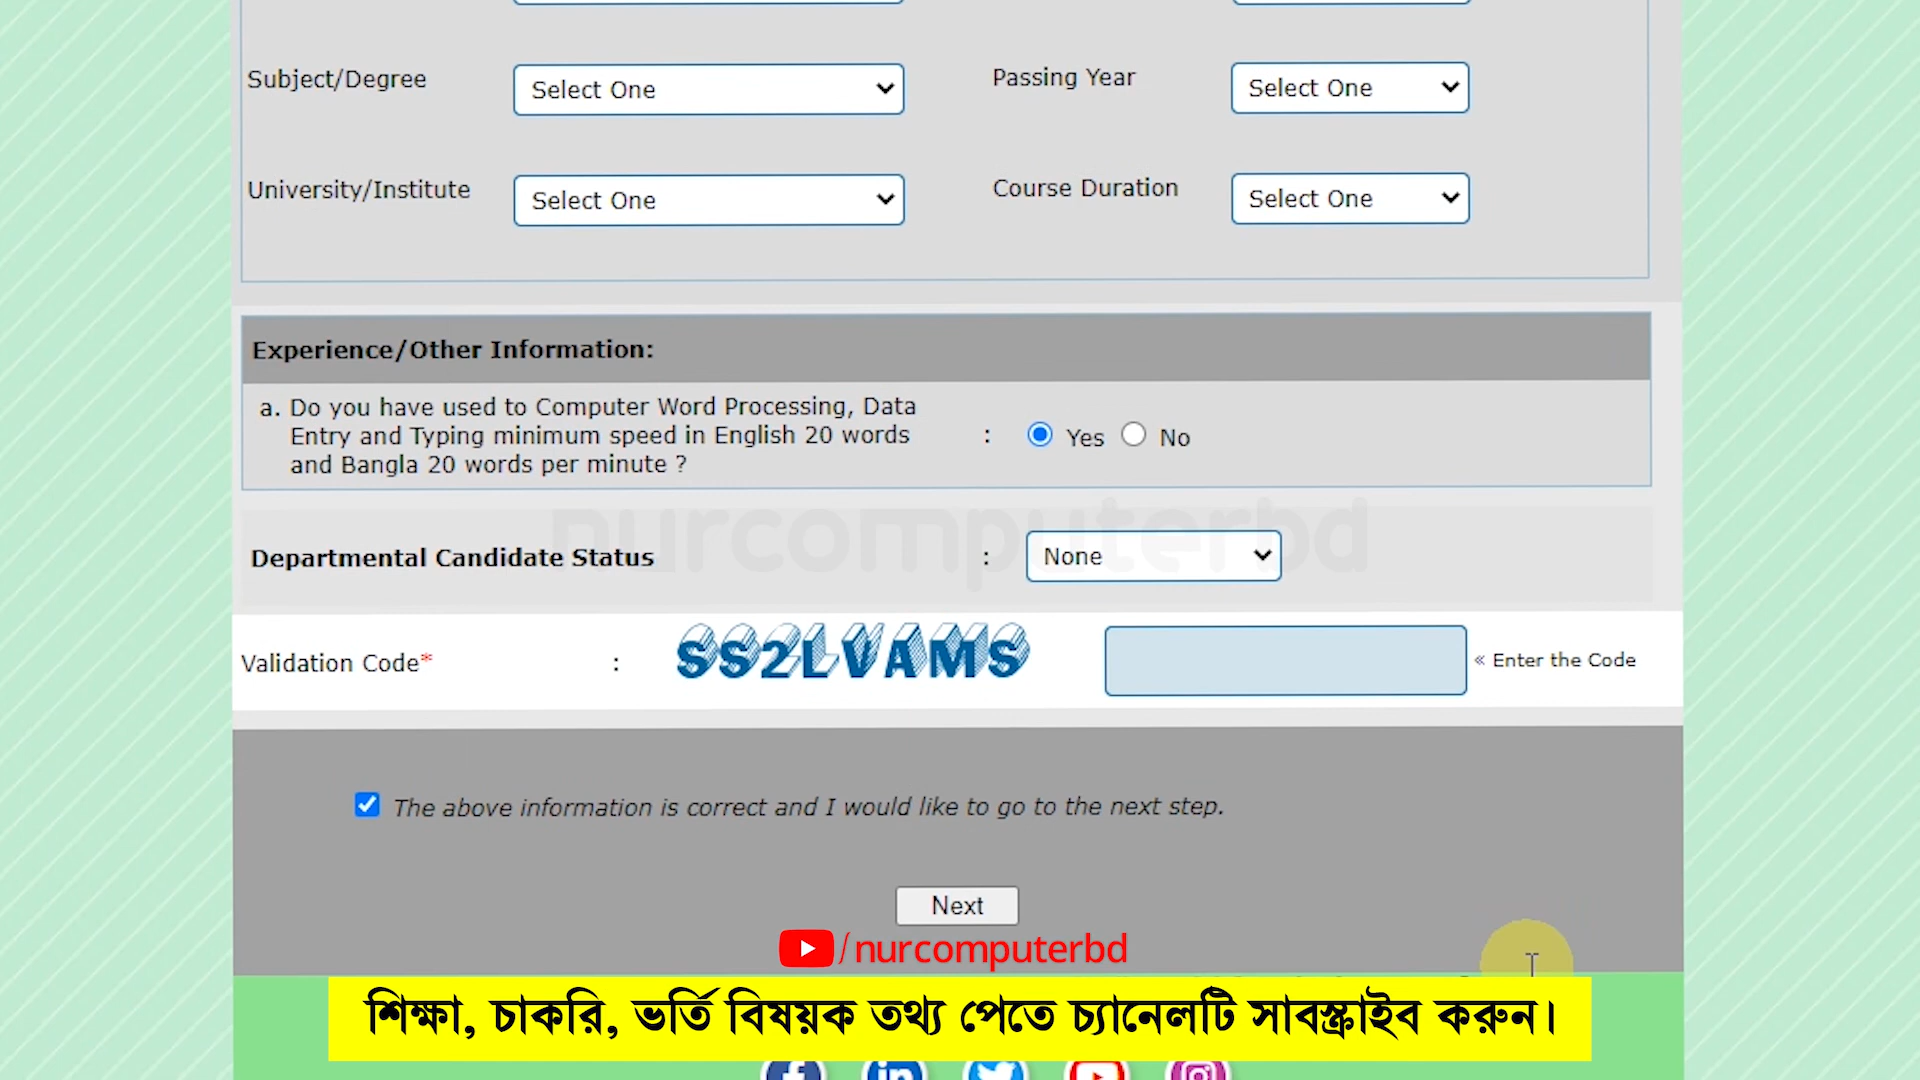 Subject/Degree Select One Passing Year Select One
University/Institute Select One Course Duration Select One
Experience/Other Information:
a. Do you have used to Computer Word Processing, Data
Entry and Typing minimum speed in English 20 words
and Bangla 20 words per minute ?
: Yes No
nurcomputerbd
Departmental Candidate Status : None
Validation Code* : SS2LVAMS « Enter the Code
The above information is correct and I would like to go to the next step.
Next
/nurcomputerbd
শিক্ষা, চাকরি, ভর্তি বিষয়ক তথ্য পেতে চ্যানেলটি সাবস্ক্রাইব করুন।